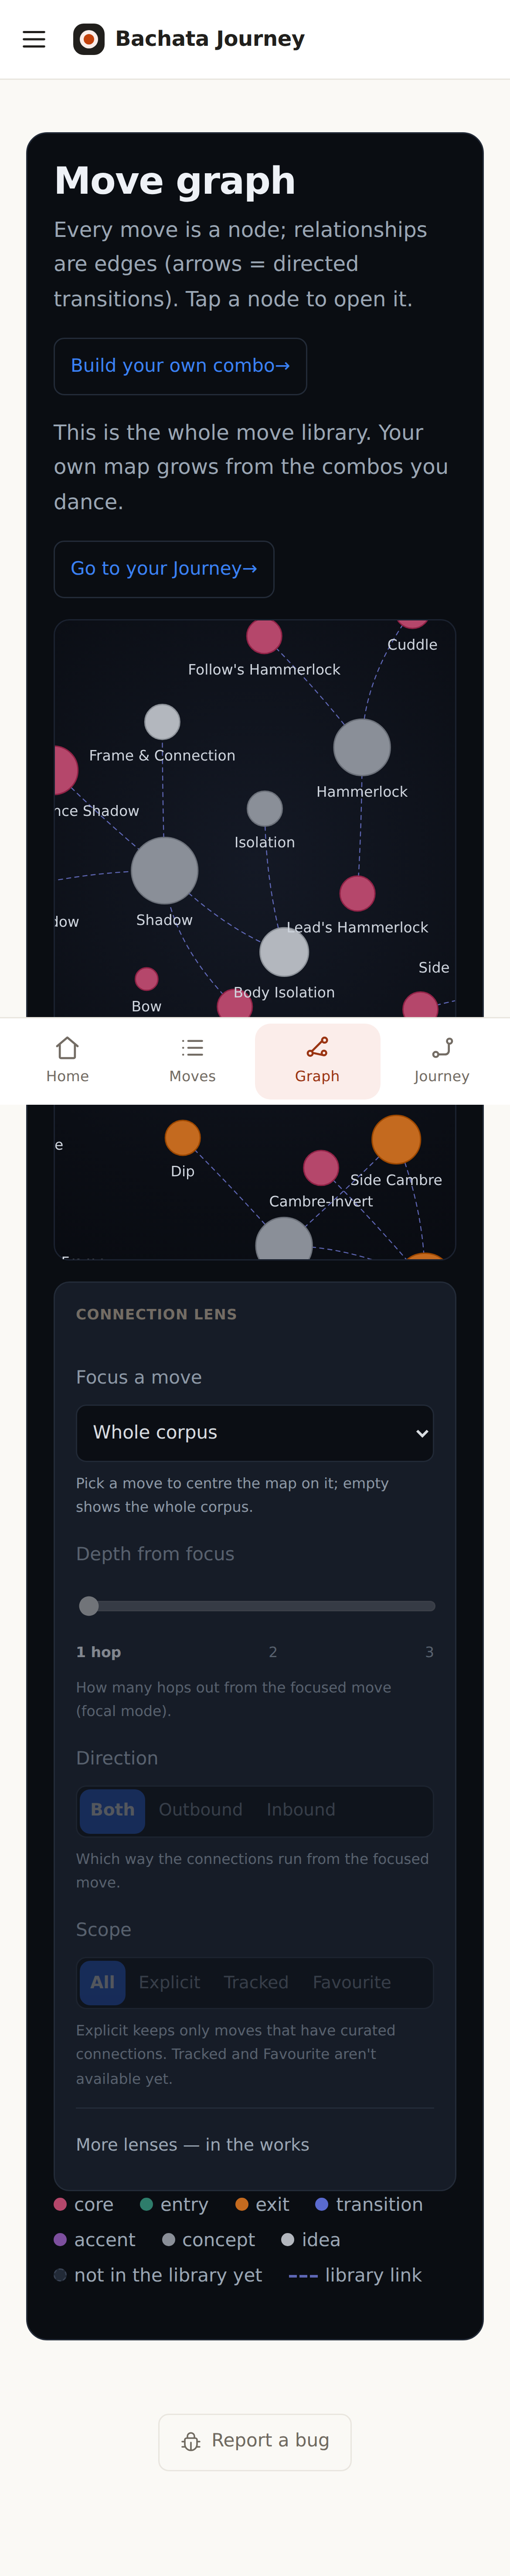 Bachata Journey
Move graph
Every move is a node; relationships
are edges (arrows = directed
transitions). Tap a node to open it.
Build your own combo→
This is the whole move library. Your
own map grows from the combos you
dance.
Go to your Journey→
Cuddle
Follow's Hammerlock
Frame & Connection
Hammerlock
nce Shadow
Isolation
Shadow
dow
Lead's Hammerlock
Side
Body Isolation
Bow
Home
Moves
Graph
Journey
e
Dip
Side Cambre
Cambre-Invert
CONNECTION LENS
Focus a move
Whole corpus
Pick a move to centre the map on it; empty
shows the whole corpus.
Depth from focus
1 hop 2 3
How many hops out from the focused move
(focal mode).
Direction
Both Outbound Inbound
Which way the connections run from the focused
move.
Scope
All Explicit Tracked Favourite
Explicit keeps only moves that have curated
connections. Tracked and Favourite aren't
available yet.
More lenses — in the works
core entry exit transition
accent concept idea
not in the library yet library link
Report a bug